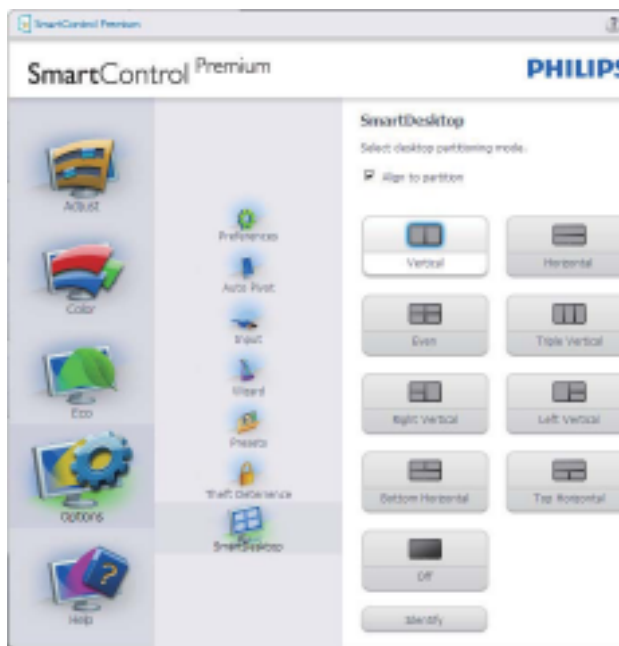 SmartControl Premium
?
SmartControl Premium
PHILIPS
Adjust
Color
Eco
Options
Help
Preferences
Auto Pivot
Input
Wizard
Presets
Theft Deterrence
SmartDesktop
SmartDesktop
Select desktop partitioning mode.
Align to partition
Vertical
Horizontal
Even
Triple Vertical
Right Vertical
Left Vertical
Bottom Horizontal
Top Horizontal
Off
Identify